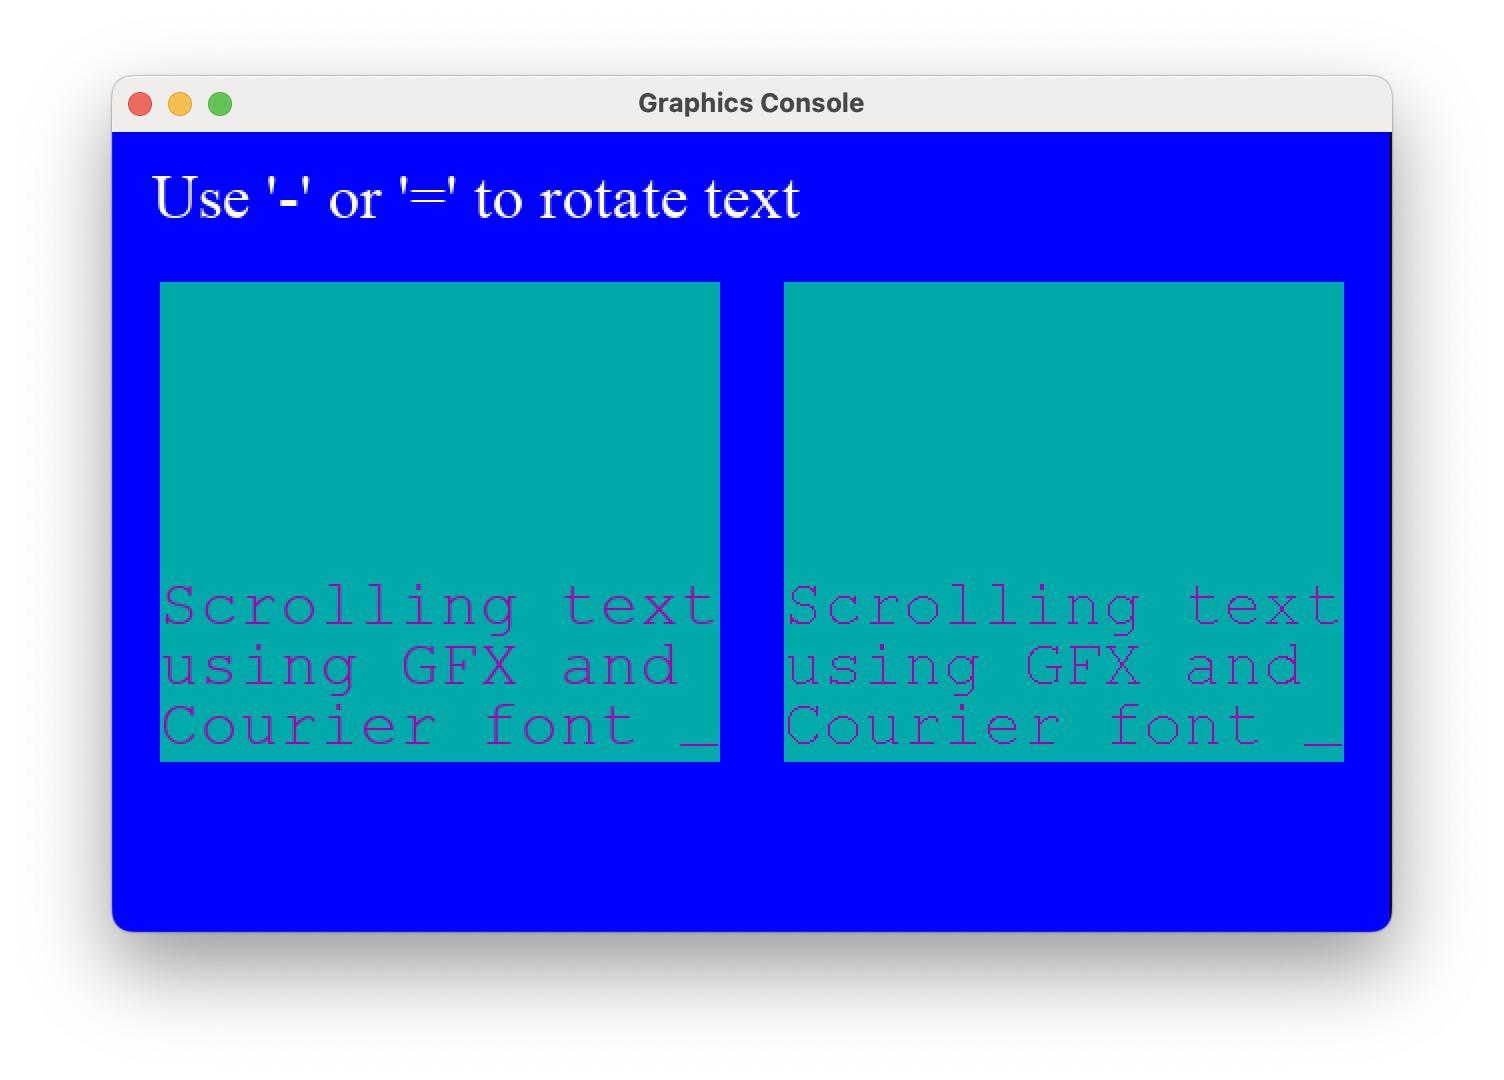 Graphics Console
Use '-' or '=' to rotate text
Scrolling text
using GFX and
Courier font _
Scrolling text
using GFX and
Courier font _